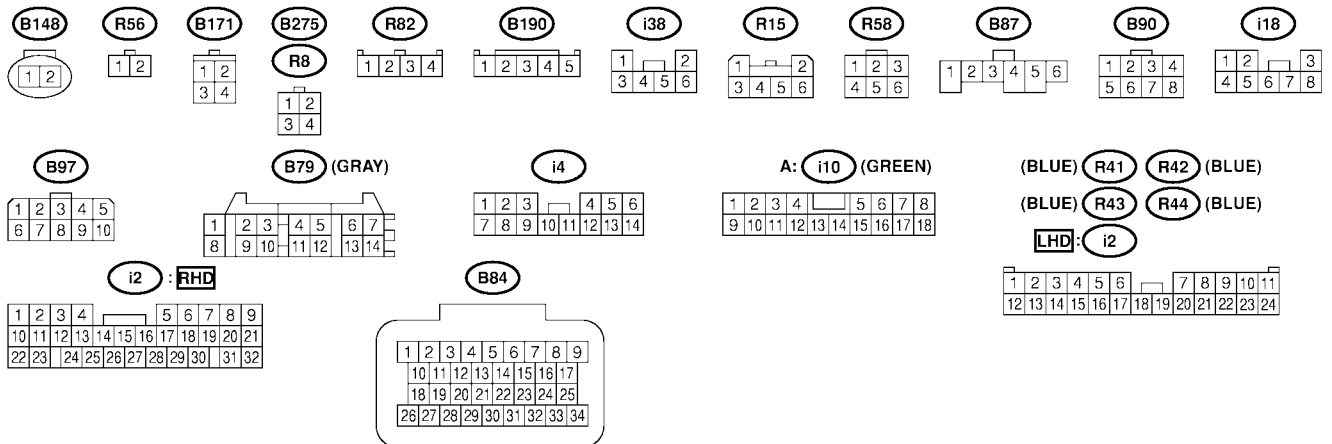 B148 R56 B171 B275 R82 B190 i38 R15 R58 B87 B90 i18
R8
1 2
1 2
1 2
3 4
1 2
3 4
1 2 3 4
1 2 3 4 5
1 2
3 4 5 6
1 2
3 4 5 6
1 2 3
4 5 6
1 2 3 4 5 6
1 2 3 4
5 6 7 8
1 2 3
4 5 6 7 8
B97 B79 (GRAY) i4 A: i10 (GREEN) (BLUE) R41 R42 (BLUE)
(BLUE) R43 R44 (BLUE)
LHD : i2
1 2 3 4 5
6 7 8 9 10
1 2 3 4 5 6 7
8 9 10 11 12 13 14
1 2 3 4 5 6
7 8 9 10 11 12 13 14
1 2 3 4 5 6 7 8
9 10 11 12 13 14 15 16 17 18
1 2 3 4 5 6 7 8 9 10 11
12 13 14 15 16 17 18 19 20 21 22 23 24
i2 : RHD B84
1 2 3 4 5 6 7 8 9
10 11 12 13 14 15 16 17 18 19 20 21
22 23 24 25 26 27 28 29 30 31 32
1 2 3 4 5 6 7 8 9
10 11 12 13 14 15 16 17
18 19 20 21 22 23 24 25
26 27 28 29 30 31 32 33 34